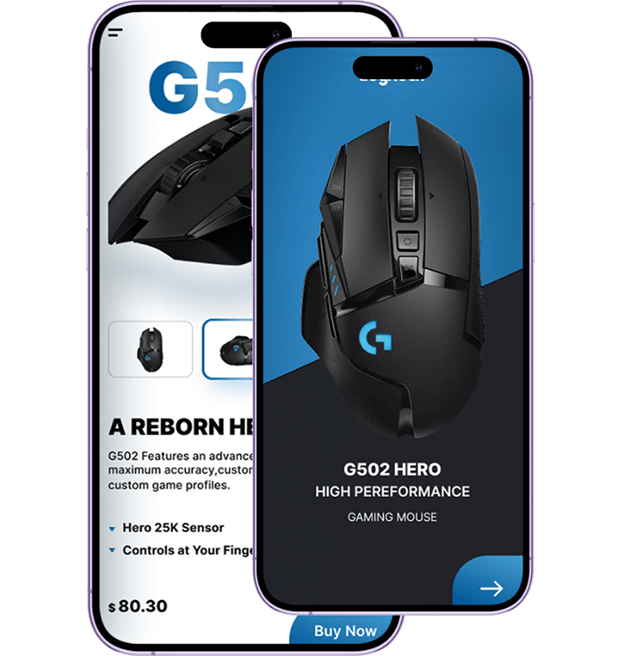 G5
A REBORN HE
G502 Features an advance
maximum accuracy,custom
custom game profiles.
Hero 25K Sensor
Controls at Your Finge
$ 80.30
Buy Now
G502 HERO
HIGH PEREFORMANCE
GAMING MOUSE